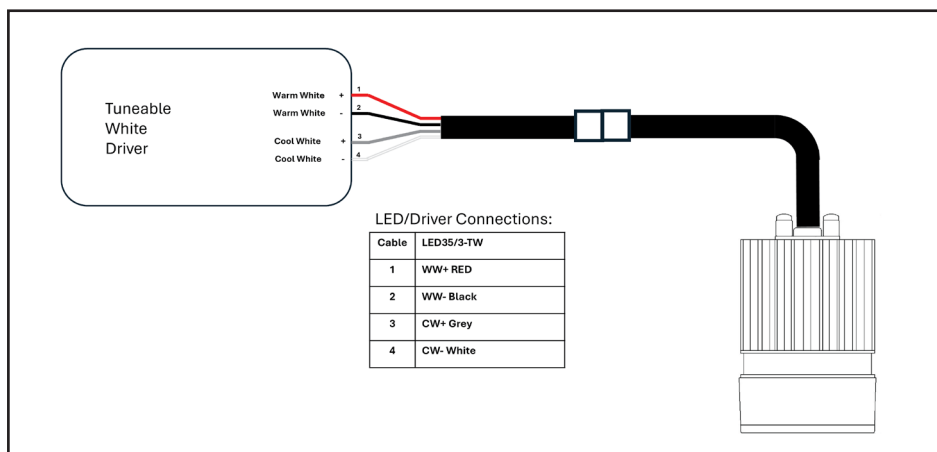 Tuneable
White
Driver
Warm White + 1
Warm White - 2
Cool White + 3
Cool White - 4
LED/Driver Connections:
Cable LED35/3-TW
1 WW+ RED
2 WW- Black
3 CW+ Grey
4 CW- White